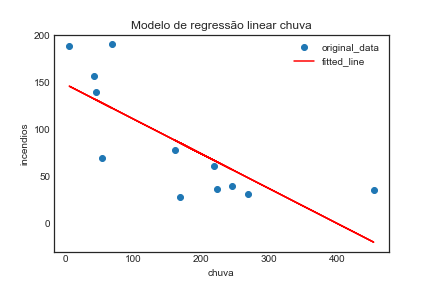 Modelo de regressão linear chuva
200
150
100
50
0
incendios
original_data
fitted_line
0 100 200 300 400
chuva